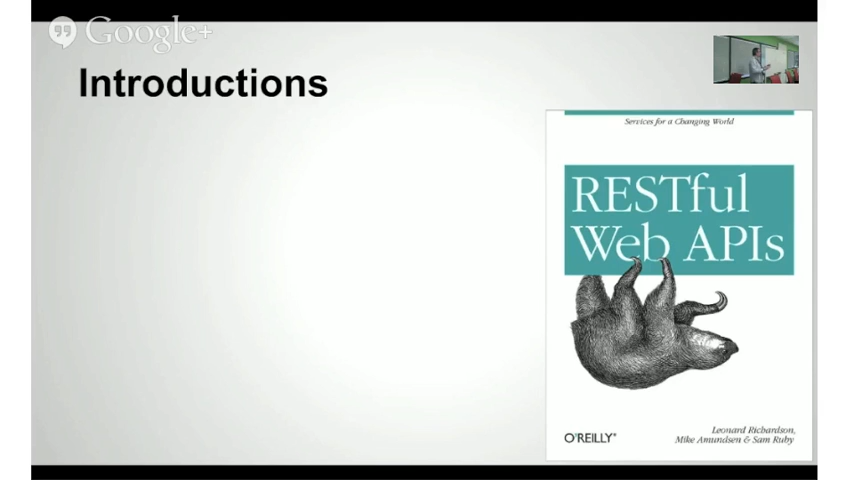 Google+
Introductions
Services for a Changing World
RESTful
Web APIs
O'REILLY®
Leonard Richardson,
Mike Amundsen & Sam Ruby